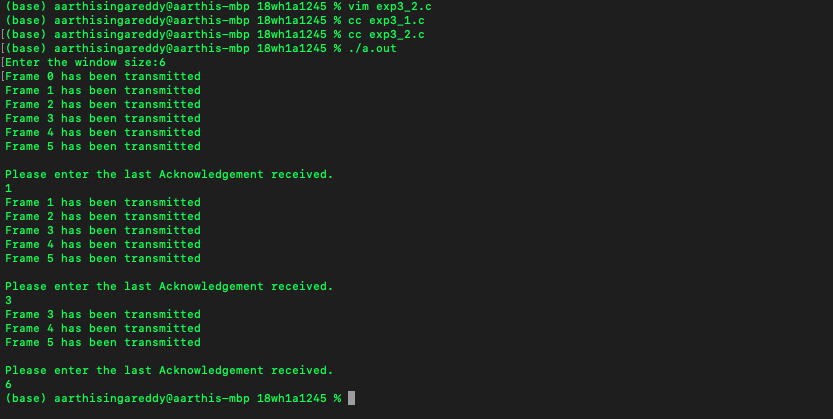 (base) aarthisingareddy@aarthis-mbp 18wh1a1245 % vim exp3_2.c
(base) aarthisingareddy@aarthis-mbp 18wh1a1245 % cc exp3_1.c
[(base) aarthisingareddy@aarthis-mbp 18wh1a1245 % cc exp3_2.c
[(base) aarthisingareddy@aarthis-mbp 18wh1a1245 % ./a.out
[Enter the window size:6
[Frame 0 has been transmitted
Frame 1 has been transmitted
Frame 2 has been transmitted
Frame 3 has been transmitted
Frame 4 has been transmitted
Frame 5 has been transmitted
Please enter the last Acknowledgement received.
1
Frame 1 has been transmitted
Frame 2 has been transmitted
Frame 3 has been transmitted
Frame 4 has been transmitted
Frame 5 has been transmitted
Please enter the last Acknowledgement received.
3
Frame 3 has been transmitted
Frame 4 has been transmitted
Frame 5 has been transmitted
Please enter the last Acknowledgement received.
6
(base) aarthisingareddy@aarthis-mbp 18wh1a1245 %